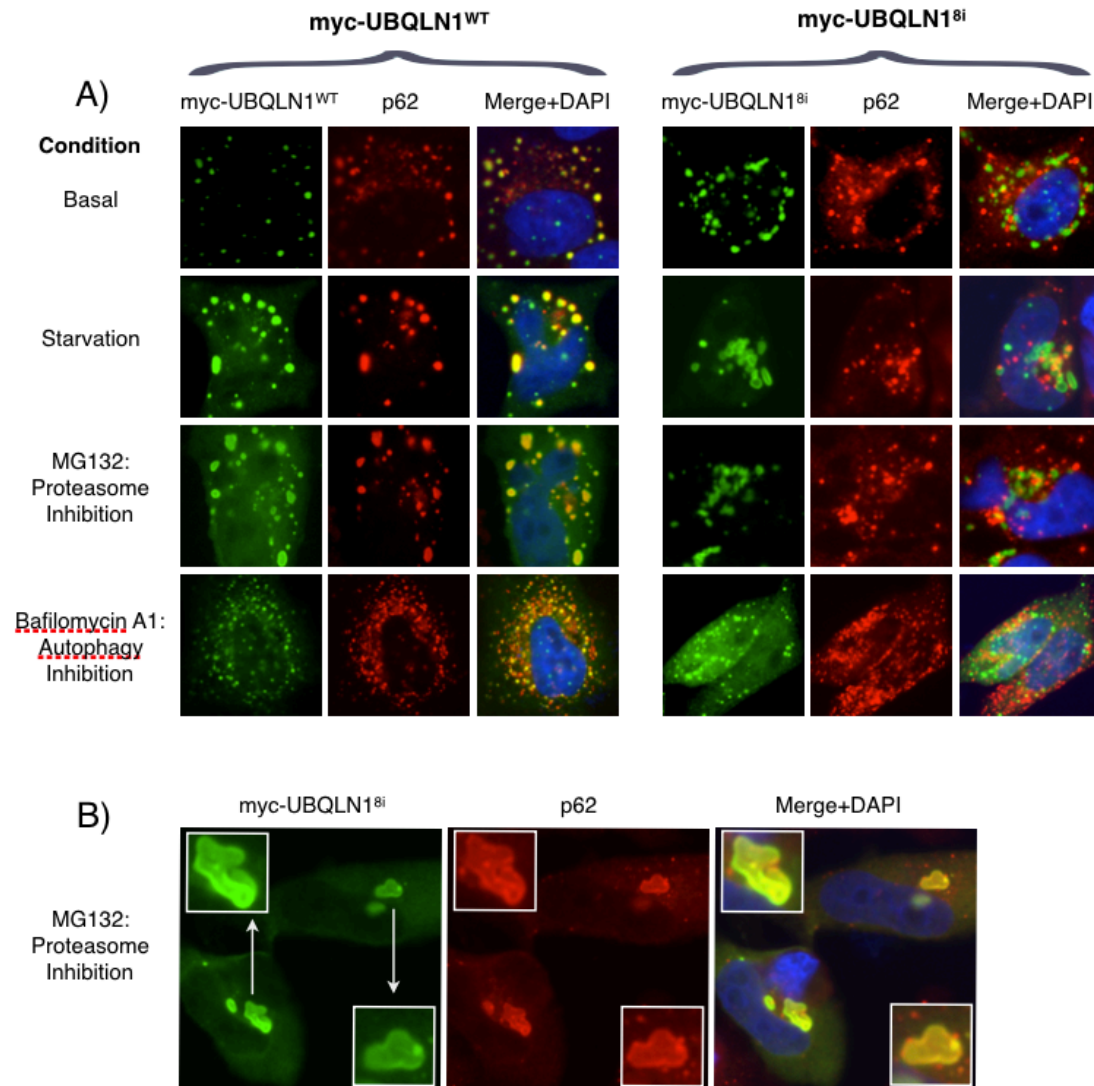 myc-UBQLN1ᵂᵀ myc-UBQLN1⁸ⁱ
A)
myc-UBQLN1ᵂᵀ p62 Merge+DAPI myc-UBQLN1⁸ⁱ p62 Merge+DAPI
Condition
Basal
Starvation
MG132:
Proteasome
Inhibition
Bafilomycin A1:
Autophagy
Inhibition
B)
myc-UBQLN1⁸ⁱ p62 Merge+DAPI
MG132:
Proteasome
Inhibition